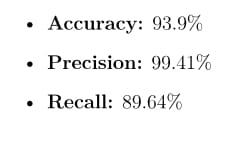 • Accuracy: 93.9%
• Precision: 99.41%
• Recall: 89.64%